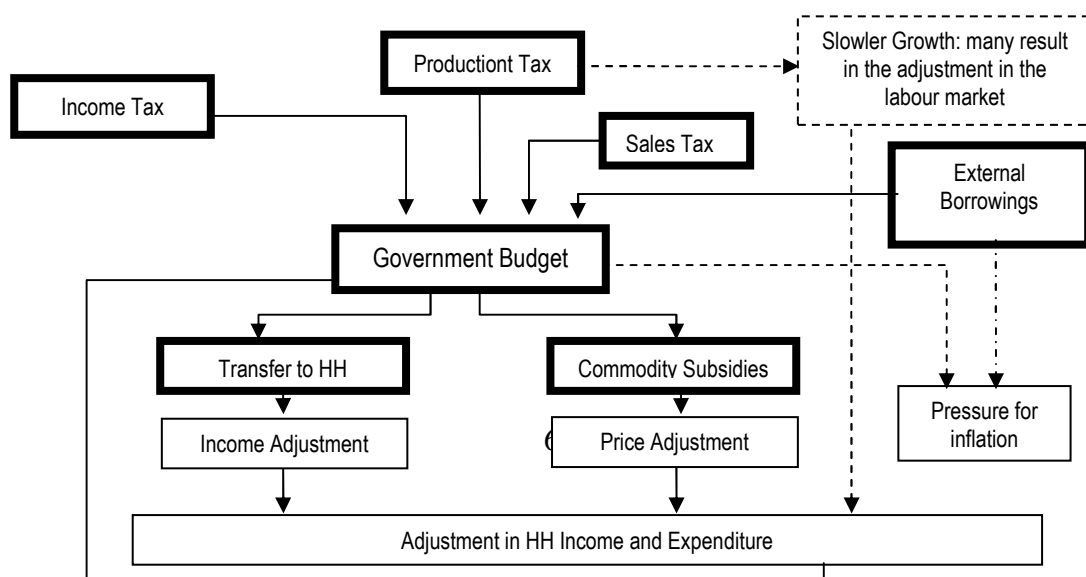 Slowler Growth: many result
in the adjustment in the
labour market
Productiont Tax
Income Tax
Sales Tax
External
Borrowings
Government Budget
Transfer to HH
Commodity Subsidies
Pressure for
inflation
Income Adjustment
Price Adjustment
Adjustment in HH Income and Expenditure